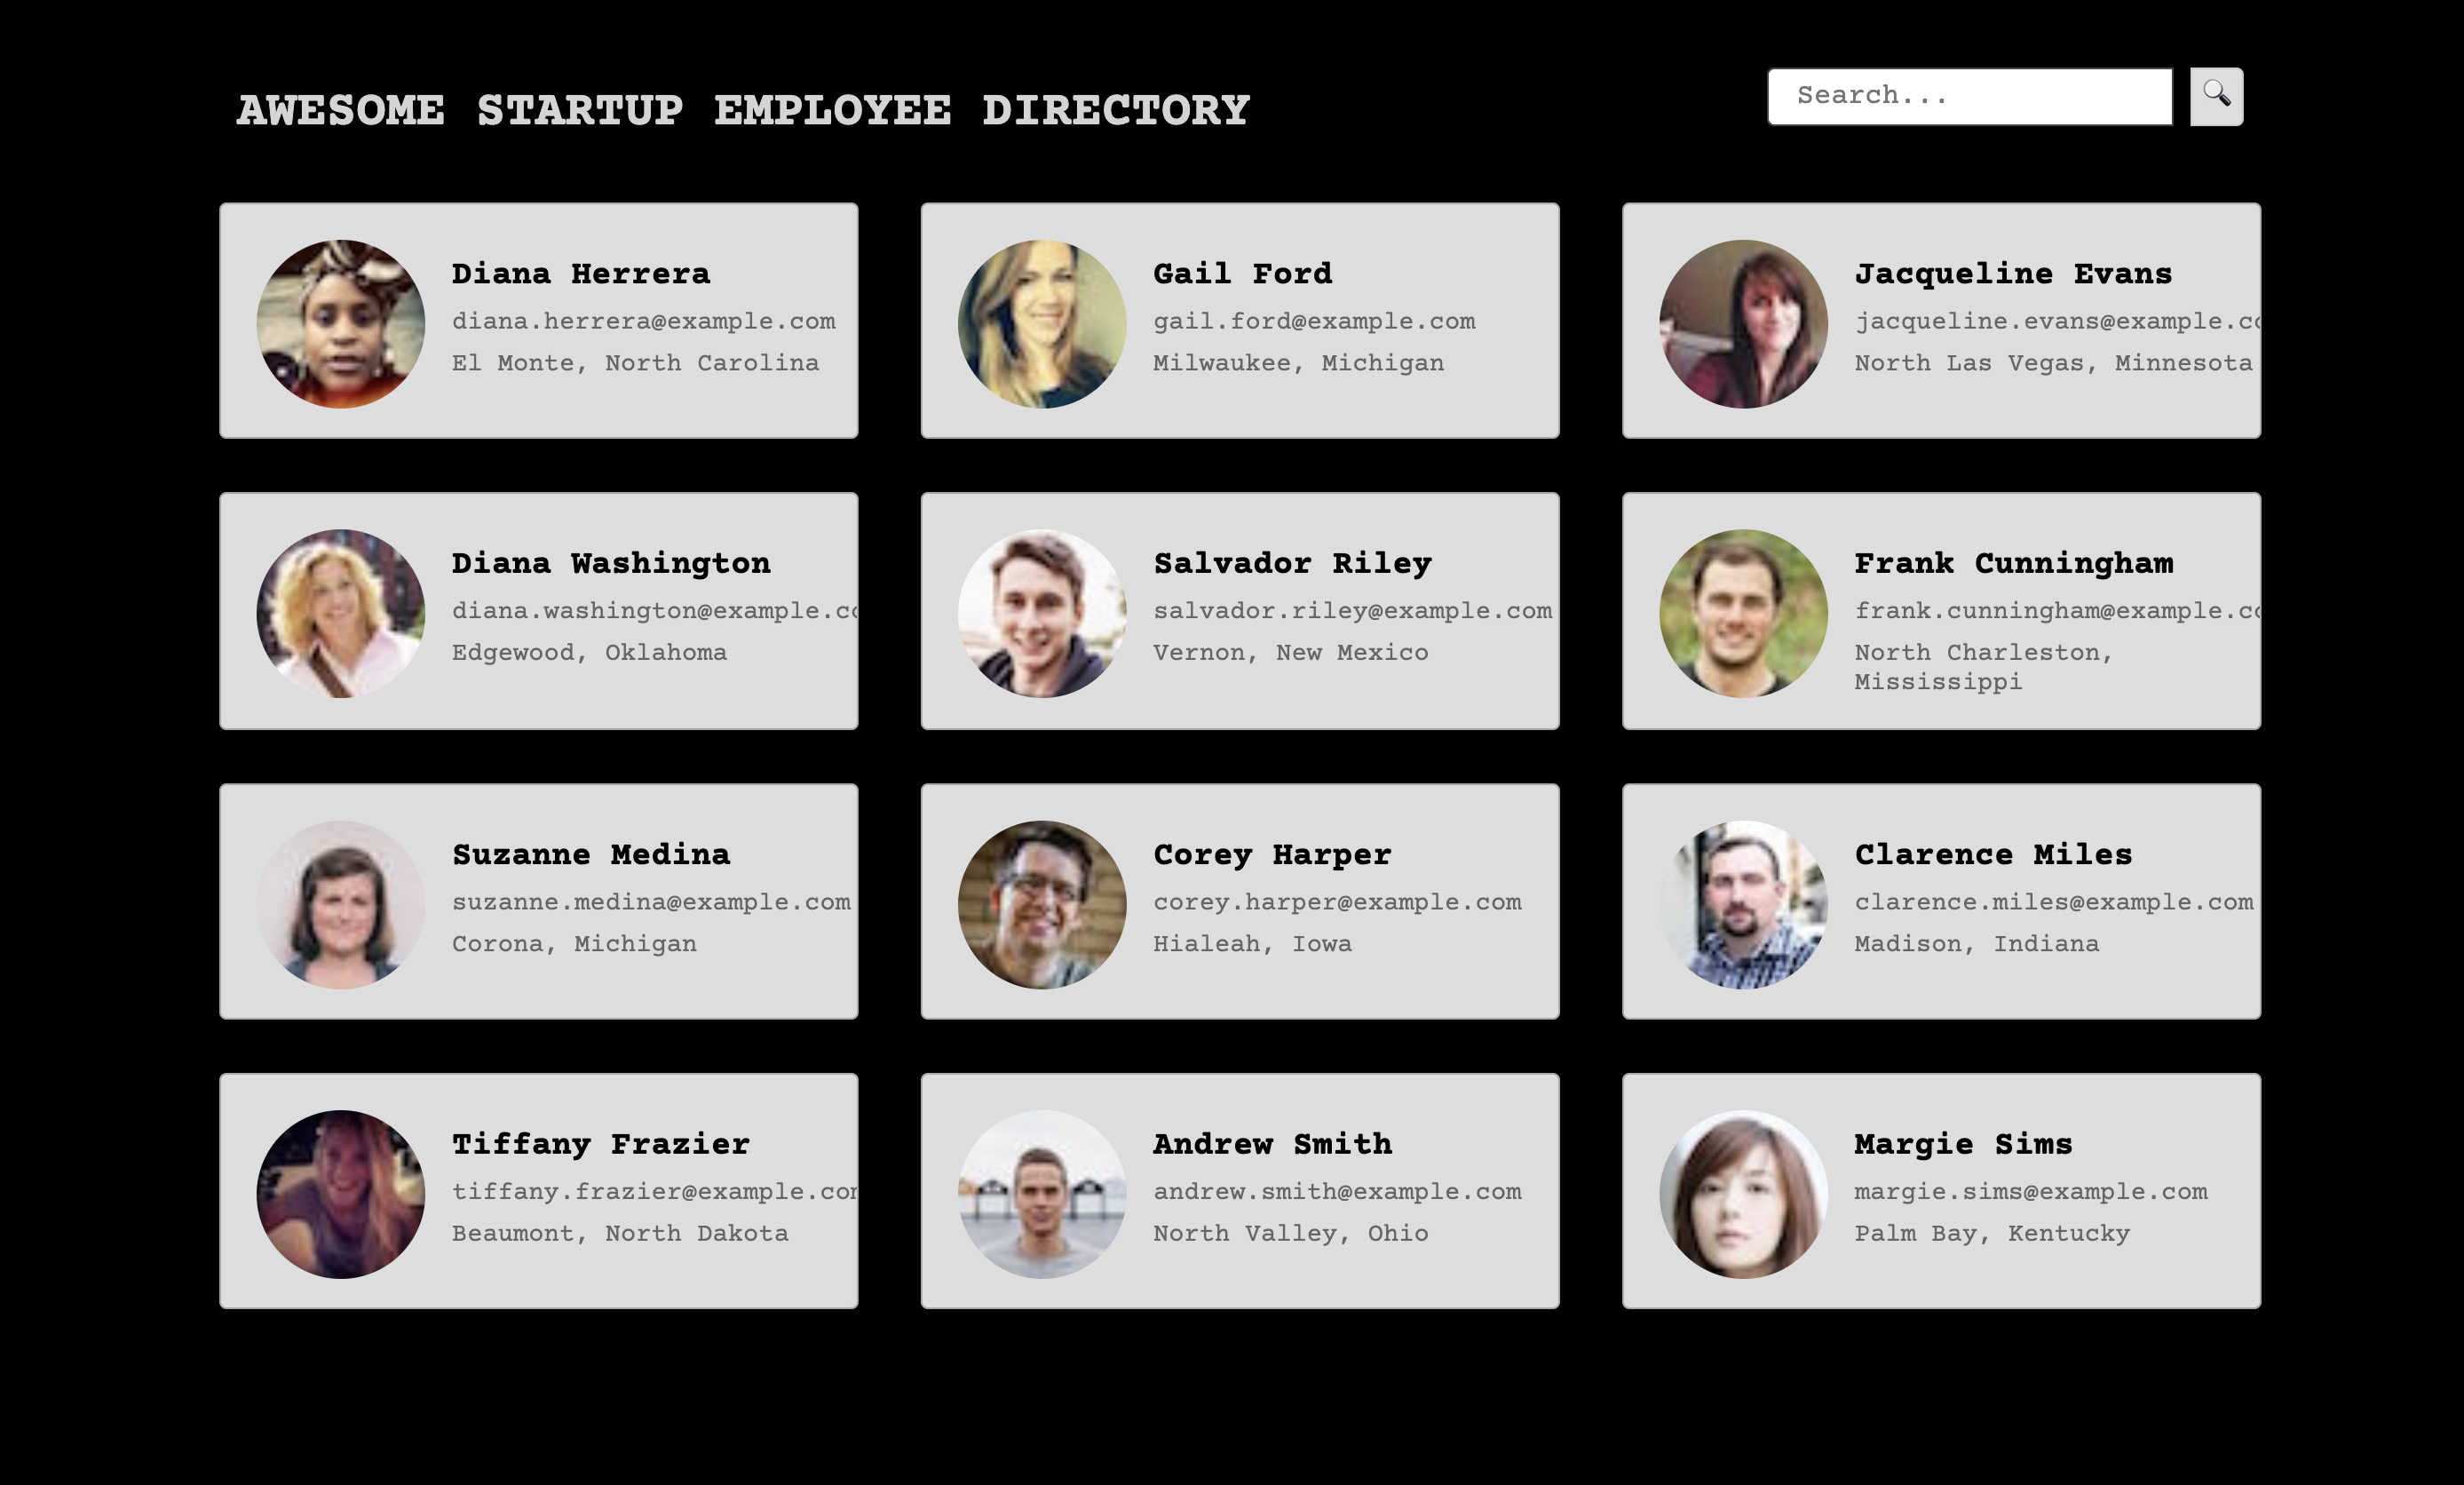 AWESOME STARTUP EMPLOYEE DIRECTORY
Search...
Diana Herrera
diana.herrera@example.com
El Monte, North Carolina
Gail Ford
gail.ford@example.com
Milwaukee, Michigan
Jacqueline Evans
jacqueline.evans@example.co
North Las Vegas, Minnesota
Diana Washington
diana.washington@example.co
Edgewood, Oklahoma
Salvador Riley
salvador.riley@example.com
Vernon, New Mexico
Frank Cunningham
frank.cunningham@example.co
North Charleston,
Mississippi
Suzanne Medina
suzanne.medina@example.com
Corona, Michigan
Corey Harper
corey.harper@example.com
Hialeah, Iowa
Clarence Miles
clarence.miles@example.com
Madison, Indiana
Tiffany Frazier
tiffany.frazier@example.com
Beaumont, North Dakota
Andrew Smith
andrew.smith@example.com
North Valley, Ohio
Margie Sims
margie.sims@example.com
Palm Bay, Kentucky